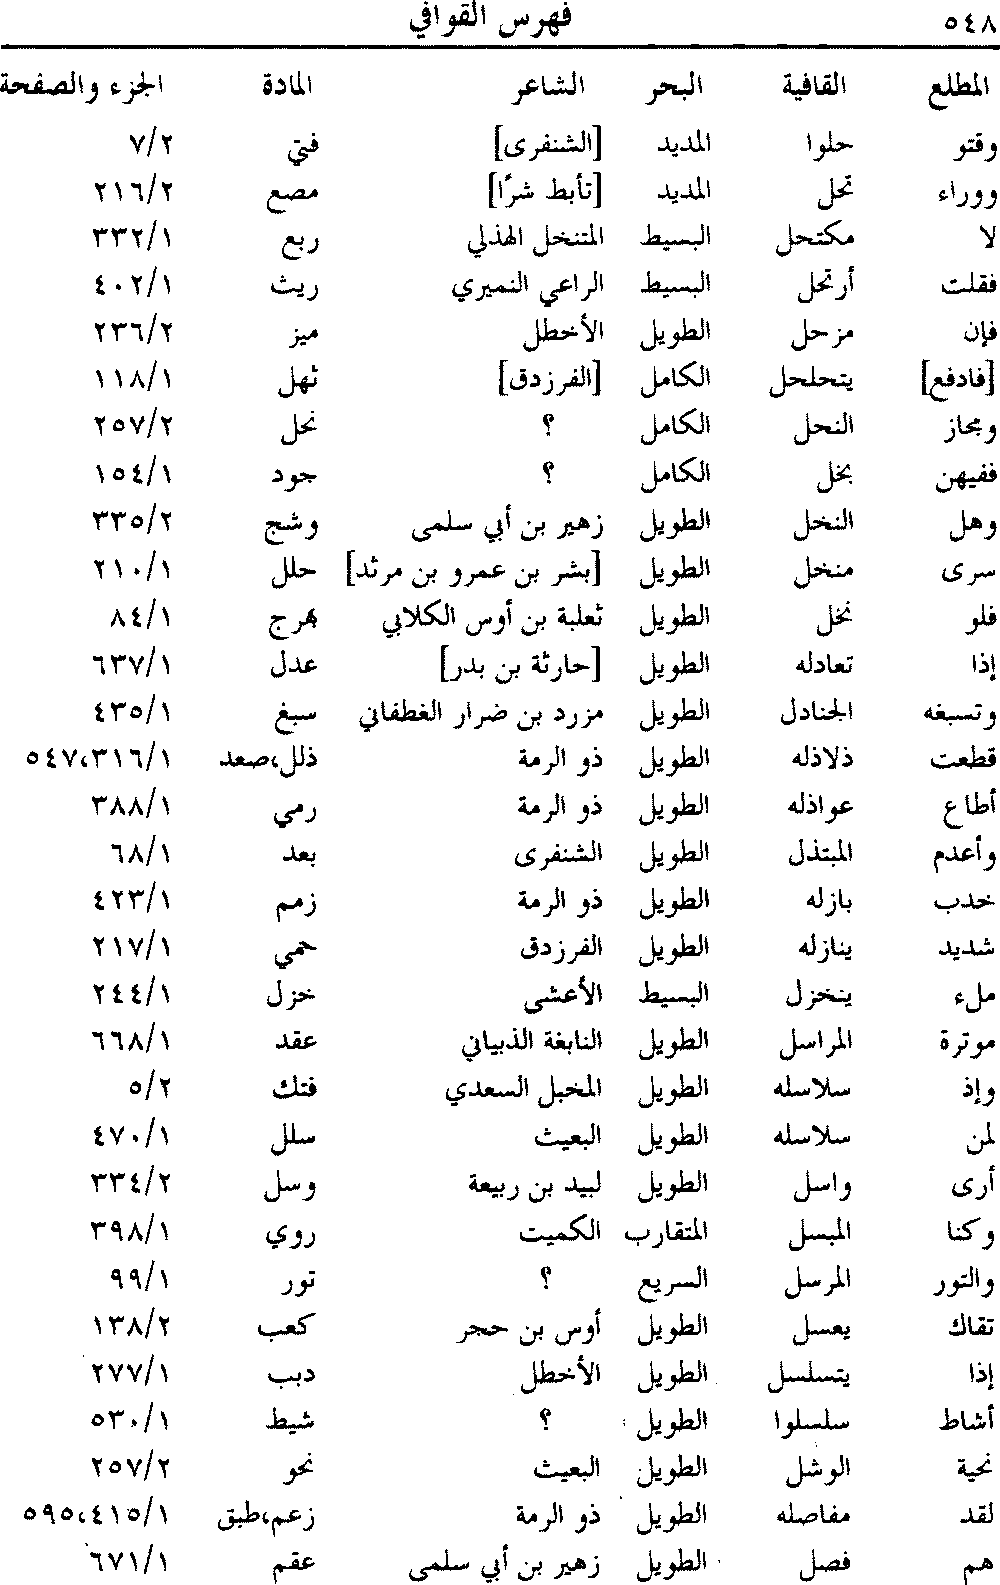 ٥٤٨ فهرس القوافي
المطلع القافية البحر الشاعر المادة الجزء والصفحة
وقتو حلوا المديد [الشنفرى] فتي ٧/٢
ووراء تحل المديد [تأبط شرًا] مصع ٢١٦/٢
لا مكتحل البسيط المتنخل الهذلي ربع ٣٣٢/١
فقلت أرتحل البسيط الراعي النميري ريث ٤٠٢/١
فإن مزحل الطويل الأخطل ميز ٢٣٦/٢
[فادفع] يتحلحل الكامل [الفرزدق] ثهل ١١٨/١
ومجاز النحل الكامل ؟ نحل ٢٥٧/٢
ففيهن بخل الكامل ؟ جود ١٥٤/١
وهل النخل الطويل زهير بن أبي سلمى وشج ٣٣٥/٢
سرى منخل الطويل [بشر بن عمرو بن مرثد] حلل ٢١٠/١
فلو نخل الطويل ثعلبة بن أوس الكلابي بهرج ٨٤/١
إذا تعادله الطويل [حارثة بن بدر] عدل ٦٣٧/١
وتسبغه الجنادل الطويل مزرد بن ضرار الغطفاني سبغ ٤٣٥/١
قطعت ذلاذله الطويل ذو الرمة ذلل،صعد ٥٤٧،٣١٦/١
أطاع عواذله الطويل ذو الرمة رمي ٣٨٨/١
وأعدم المبتذل الطويل الشنفرى بعد ٦٨/١
خدب بازله الطويل ذو الرمة زمم ٤٢٣/١
شديد ينازله الطويل الفرزدق حمي ٢١٧/١
ملء ينخزل البسيط الأعشى خزل ٢٤٤/١
موترة المراسل الطويل النابغة الذبياني عقد ٦٦٨/١
وإذ سلاسله الطويل المخبل السعدي فتك ٥/٢
لمن سلاسله الطويل البعيث سلل ٤٧٠/١
أرى واسل الطويل لبيد بن ربيعة وسل ٣٣٤/٢
وكنا المبسل المتقارب الكميت روي ٣٩٨/١
والتور المرسل السريع ؟ تور ٩٩/١
تقاك يعسل الطويل أوس بن حجر كعب ١٣٨/٢
إذا يتسلسل الطويل الأخطل دبب ٢٧٧/١
أشاط سلسلوا الطويل ؟ شيط ٥٣٠/١
نحية الوشل الطويل البعيث نحو ٢٥٧/٢
لقد مفاصله الطويل ذو الرمة زعم،طبق ٥٩٥،٤١٥/١
هم فصل الطويل زهير بن أبي سلمى عقم ٦٧١/١